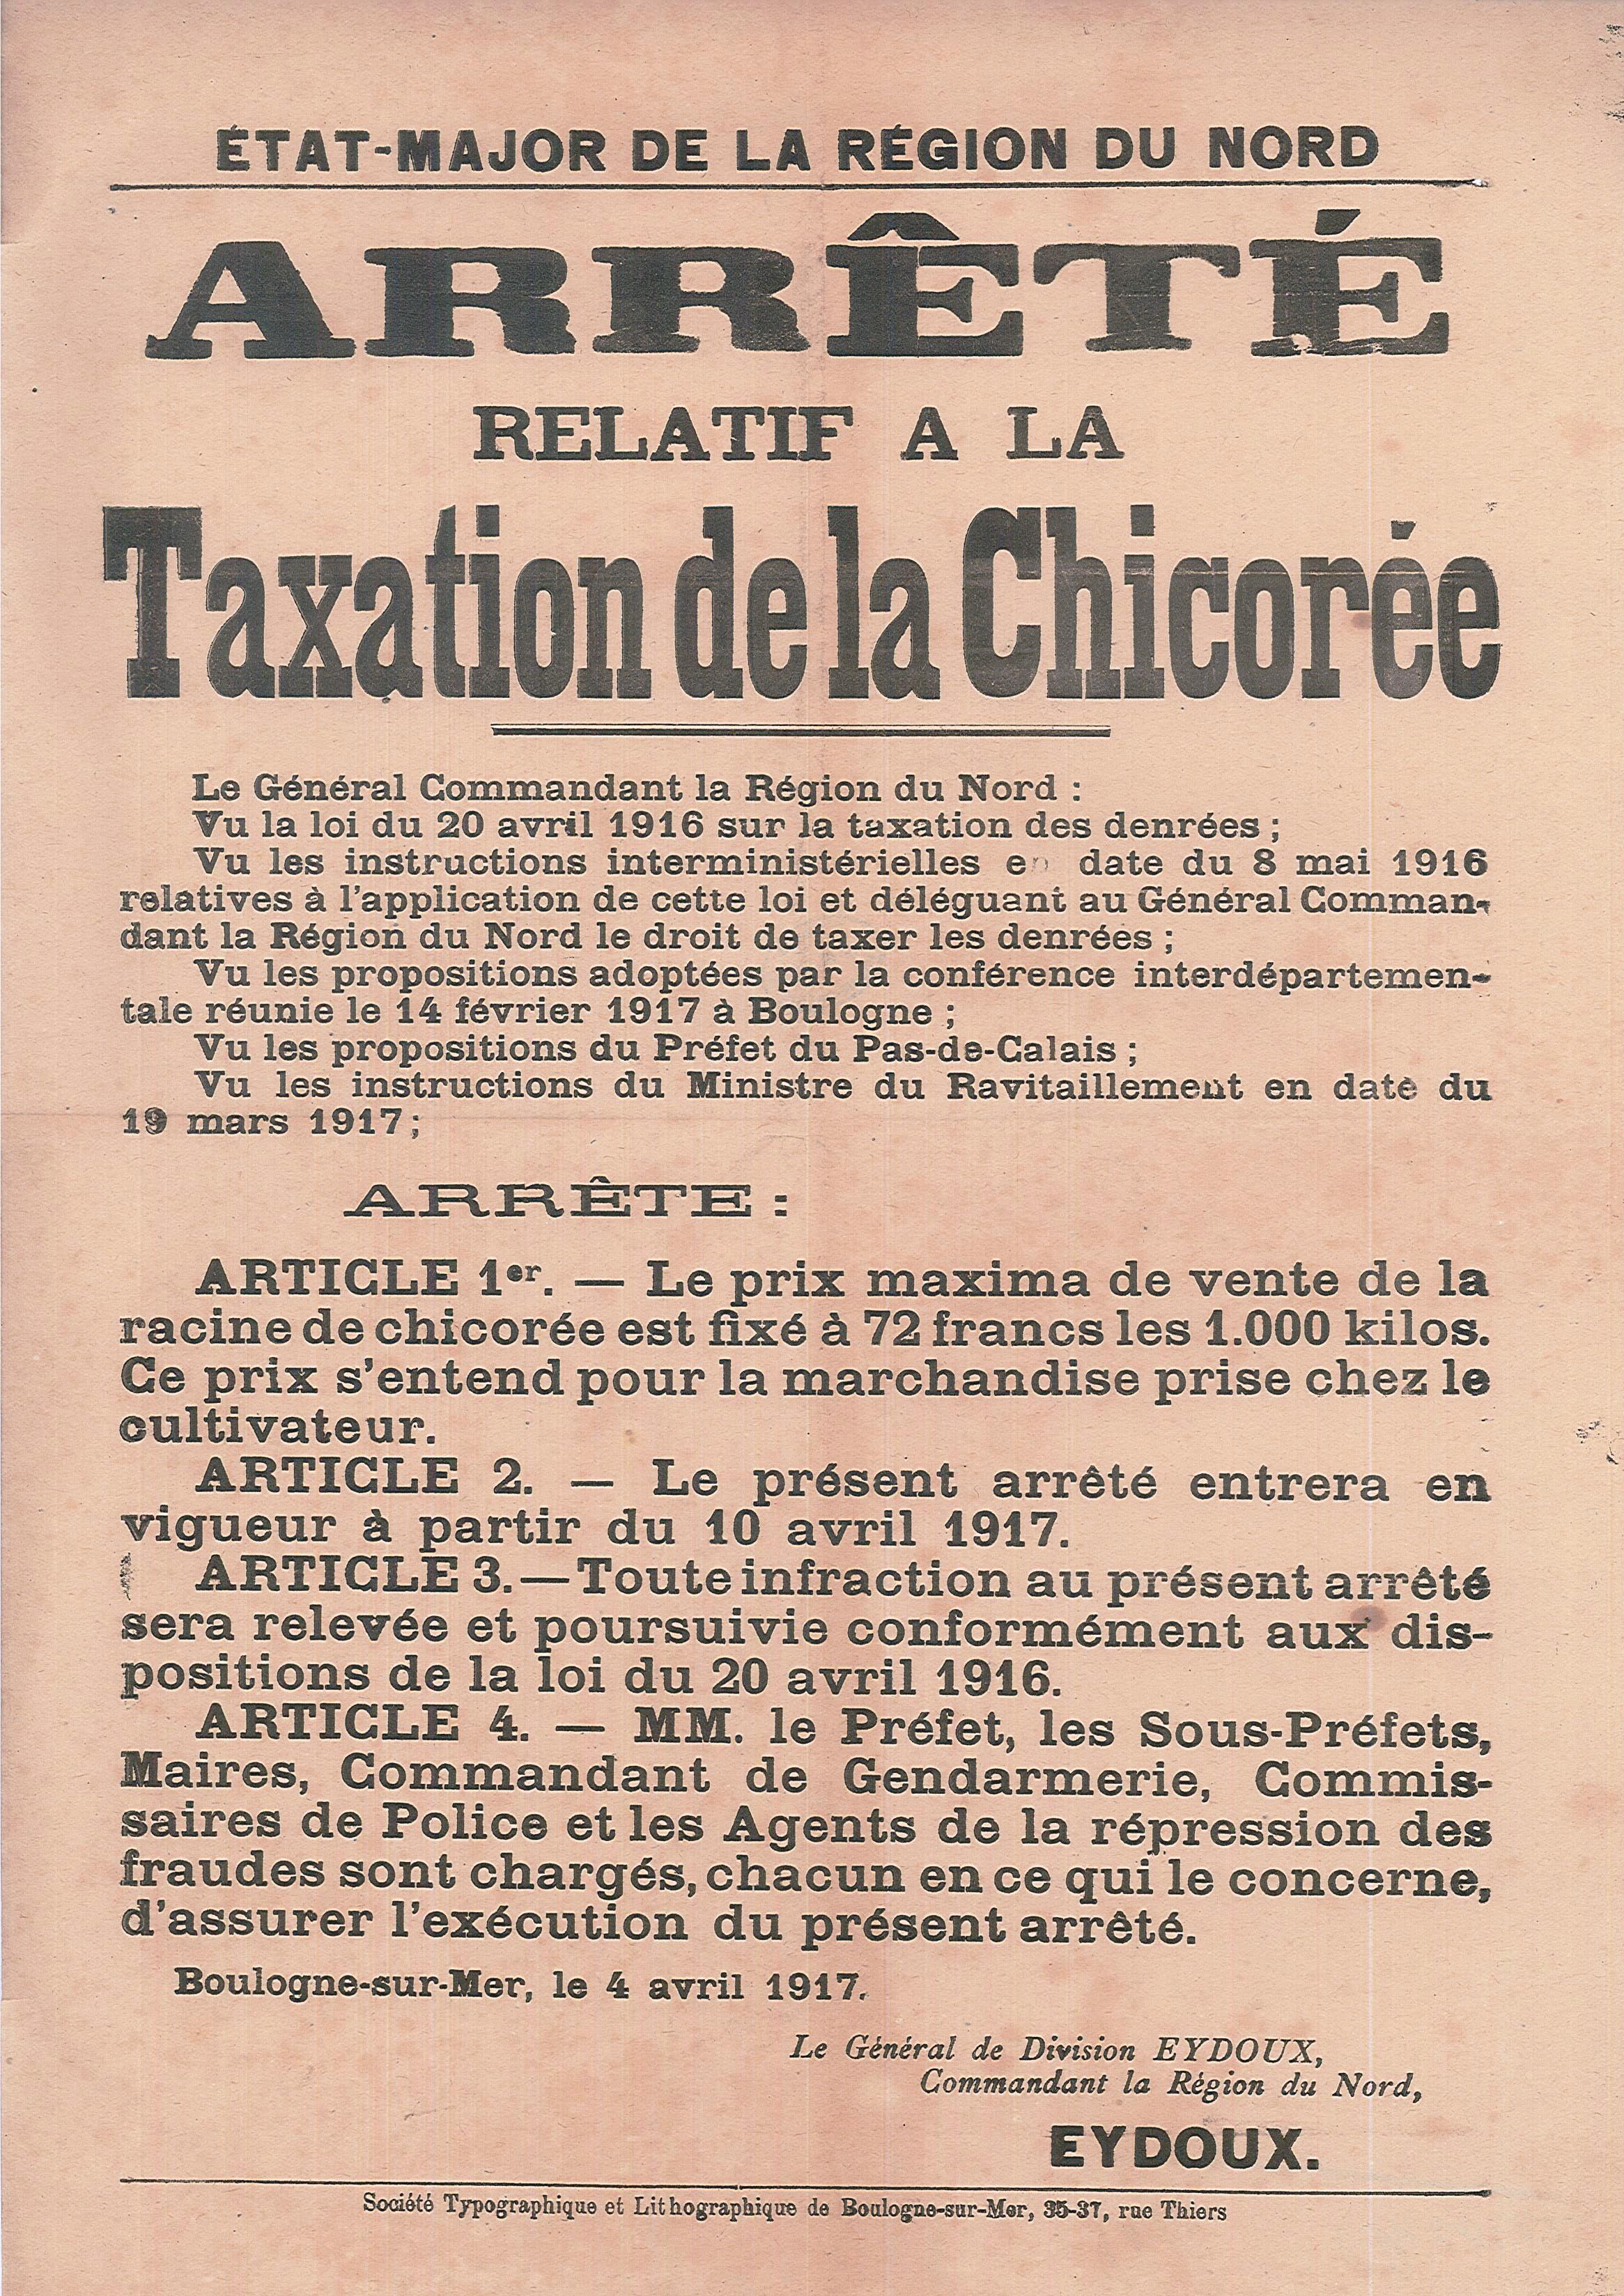 ÉTAT-MAJOR DE LA RÉGION DU NORD
ARRÊTÉ
RELATIF A LA
Taxation de la Chicorée
Le Général Commandant la Région du Nord :
Vu la loi du 20 avril 1916 sur la taxation des denrées ;
Vu les instructions interministérielles en date du 8 mai 1916
relatives à l'application de cette loi et déléguant au Général Comman-
dant la Région du Nord le droit de taxer les denrées ;
Vu les propositions adoptées par la conférence interdépartemen-
tale réunie le 14 février 1917 à Boulogne ;
Vu les propositions du Préfet du Pas-de-Calais ;
Vu les instructions du Ministre du Ravitaillement en date du
19 mars 1917 ;
ARRÊTE :
ARTICLE 1er. — Le prix maxima de vente de la
racine de chicorée est fixé à 72 francs les 1.000 kilos.
Ce prix s'entend pour la marchandise prise chez le
cultivateur.
ARTICLE 2. — Le présent arrêté entrera en
vigueur à partir du 10 avril 1917.
ARTICLE 3. — Toute infraction au présent arrêté
sera relevée et poursuivie conformément aux dis-
positions de la loi du 20 avril 1916.
ARTICLE 4. — MM. le Préfet, les Sous-Préfets,
Maires, Commandant de Gendarmerie, Commis-
saires de Police et les Agents de la répression des
fraudes sont chargés, chacun en ce qui le concerne,
d'assurer l'exécution du présent arrêté.
Boulogne-sur-Mer, le 4 avril 1917.
Le Général de Division EYDOUX,
Commandant la Région du Nord,
EYDOUX.
Société Typographique et Lithographique de Boulogne-sur-Mer, 35-37, rue Thiers